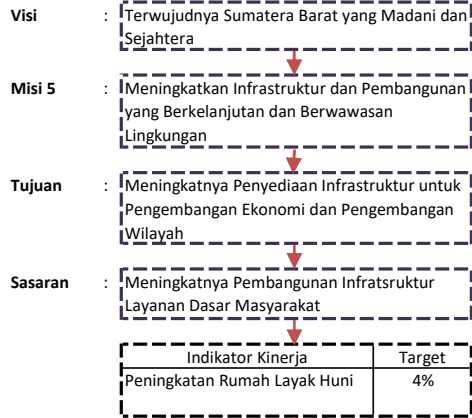 Visi : Terwujudnya Sumatera Barat yang Madani dan
Sejahtera
Misi 5 : Meningkatkan Infrastruktur dan Pembangunan
yang Berkelanjutan dan Berwawasan
Lingkungan
Tujuan : Meningkatnya Penyediaan Infrastruktur untuk
Pengembangan Ekonomi dan Pengembangan
Wilayah
Sasaran : Meningkatnya Pembangunan Infratsruktur
Layanan Dasar Masyarakat
Indikator Kinerja Target
Peningkatan Rumah Layak Huni 4%